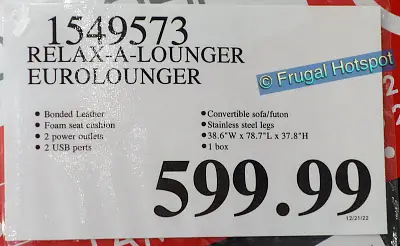 1549573
RELAX-A-LOUNGER
EUROLOUNGER
© Frugal Hotspot
• Bonded Leather
• Foam seat cushion
• 2 power outlets
• 2 USB ports
• Convertible sofa/futon
• Stainless steel legs
• 38.6"W x 78.7"L x 37.8"H
• 1 box
599.99
12/21/22